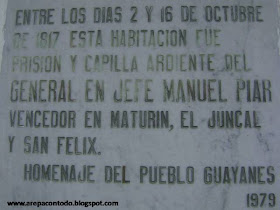 ENTRE LOS DIAS 2 Y 16 DE OCTUBRE
DE 1817 ESTA HABITACION FUE
PRISION Y CAPILLA ARDIENTE DEL
GENERAL EN JEFE MANUEL PIAR
VENCEDOR EN MATURIN, EL JUNCAL
Y SAN FELIX.
HOMENAJE DEL PUEBLO GUAYANES
1979
www.arepacontodo.blogspot.com